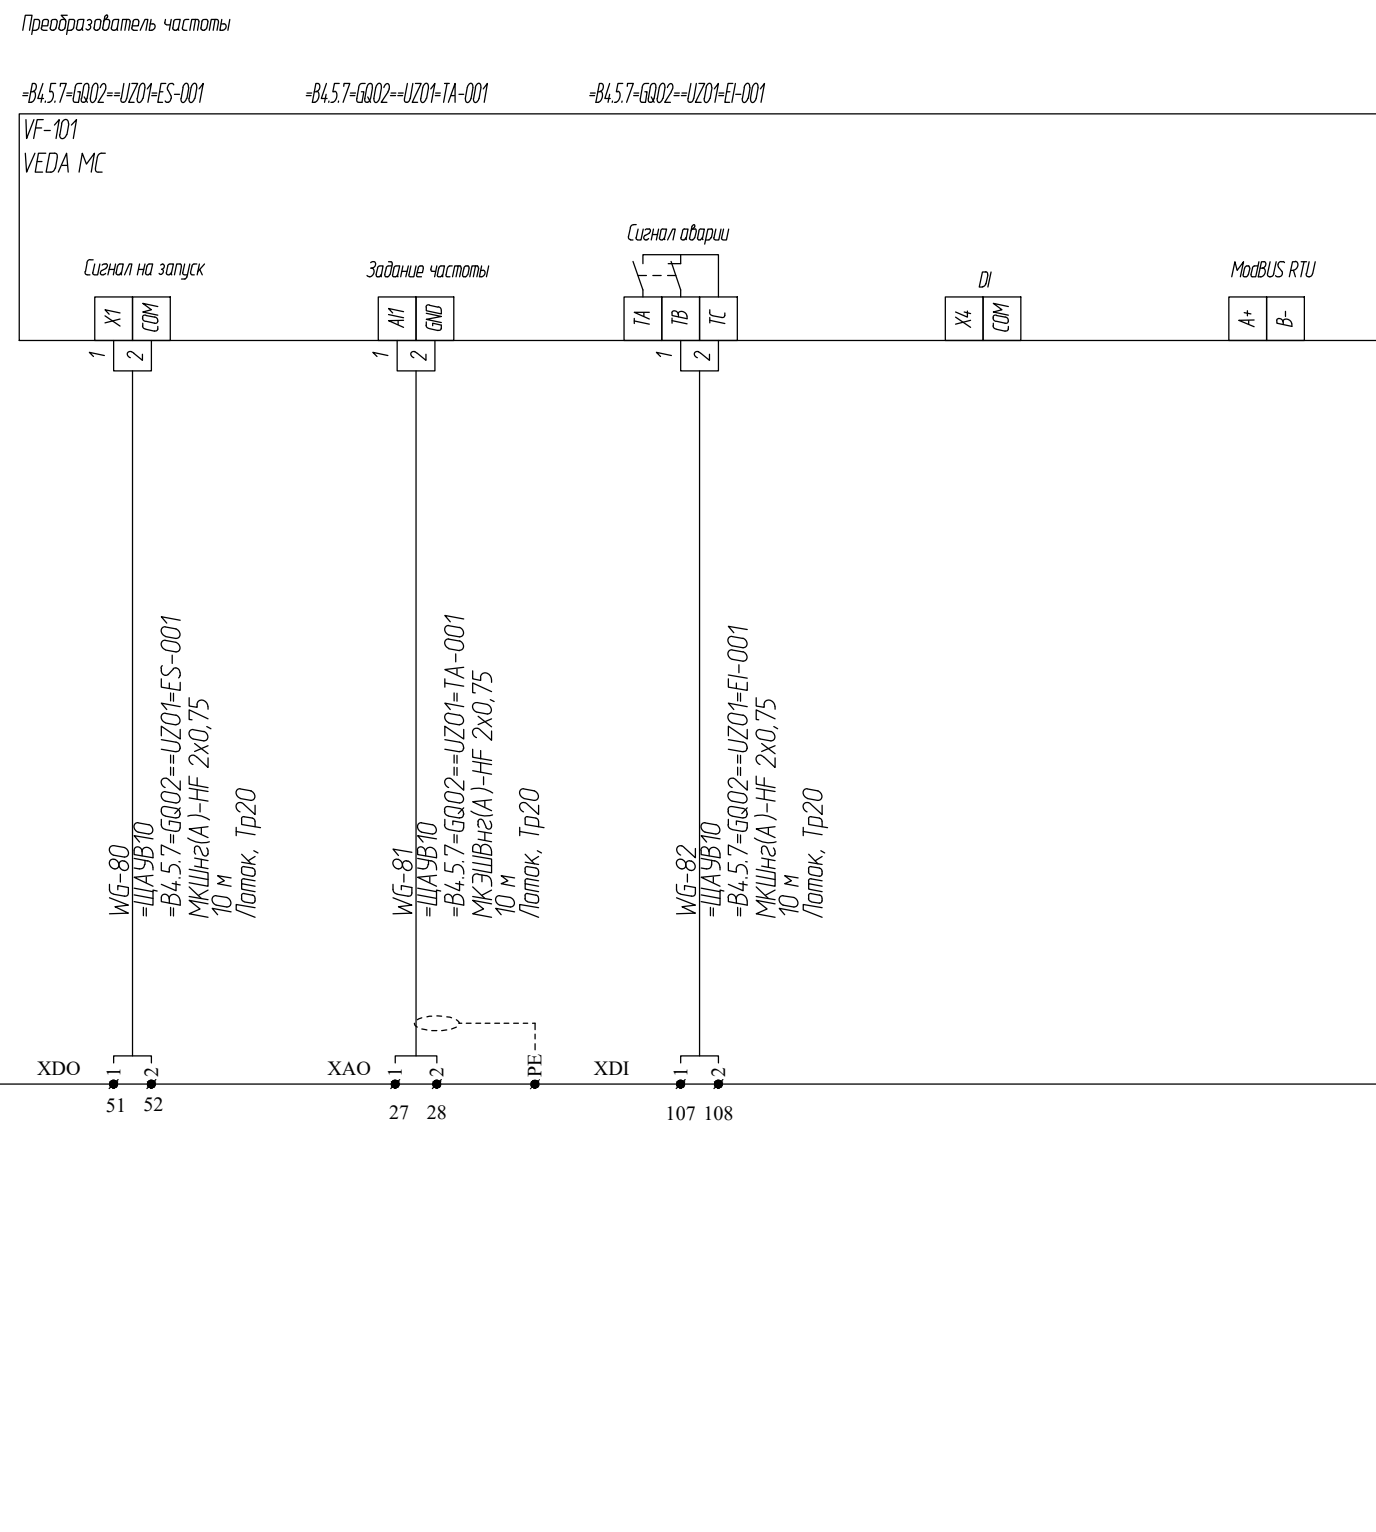 Преобразователь частоты
=B4.5.7=GQ02==UZ01=ES-001
=B4.5.7=GQ02==UZ01=TA-001
=B4.5.7=GQ02==UZ01=EI-001
VF-101
VEDA MC
Сигнал на запуск
Задание частоты
Сигнал аварии
DI
ModBUS RTU
X1
COM
AI1
GND
TA
TB
TC
X4
COM
A+
B-
1
2
1
2
1
2
WG-80
=ЩАУВ10
=B4.5.7=GQ02==UZ01=ES-001
МКШнг(А)-HF 2x0,75
10 м
Лоток, Тр20
WG-81
=ЩАУВ10
=B4.5.7=GQ02==UZ01=TA-001
МКЭШВнг(А)-HF 2x0,75
10 м
Лоток, Тр20
WG-82
=ЩАУВ10
=B4.5.7=GQ02==UZ01=EI-001
МКШнг(А)-HF 2x0,75
10 м
Лоток, Тр20
XDO
1
2
XAO
1
2
PE
XDI
1
2
51
52
27
28
107
108